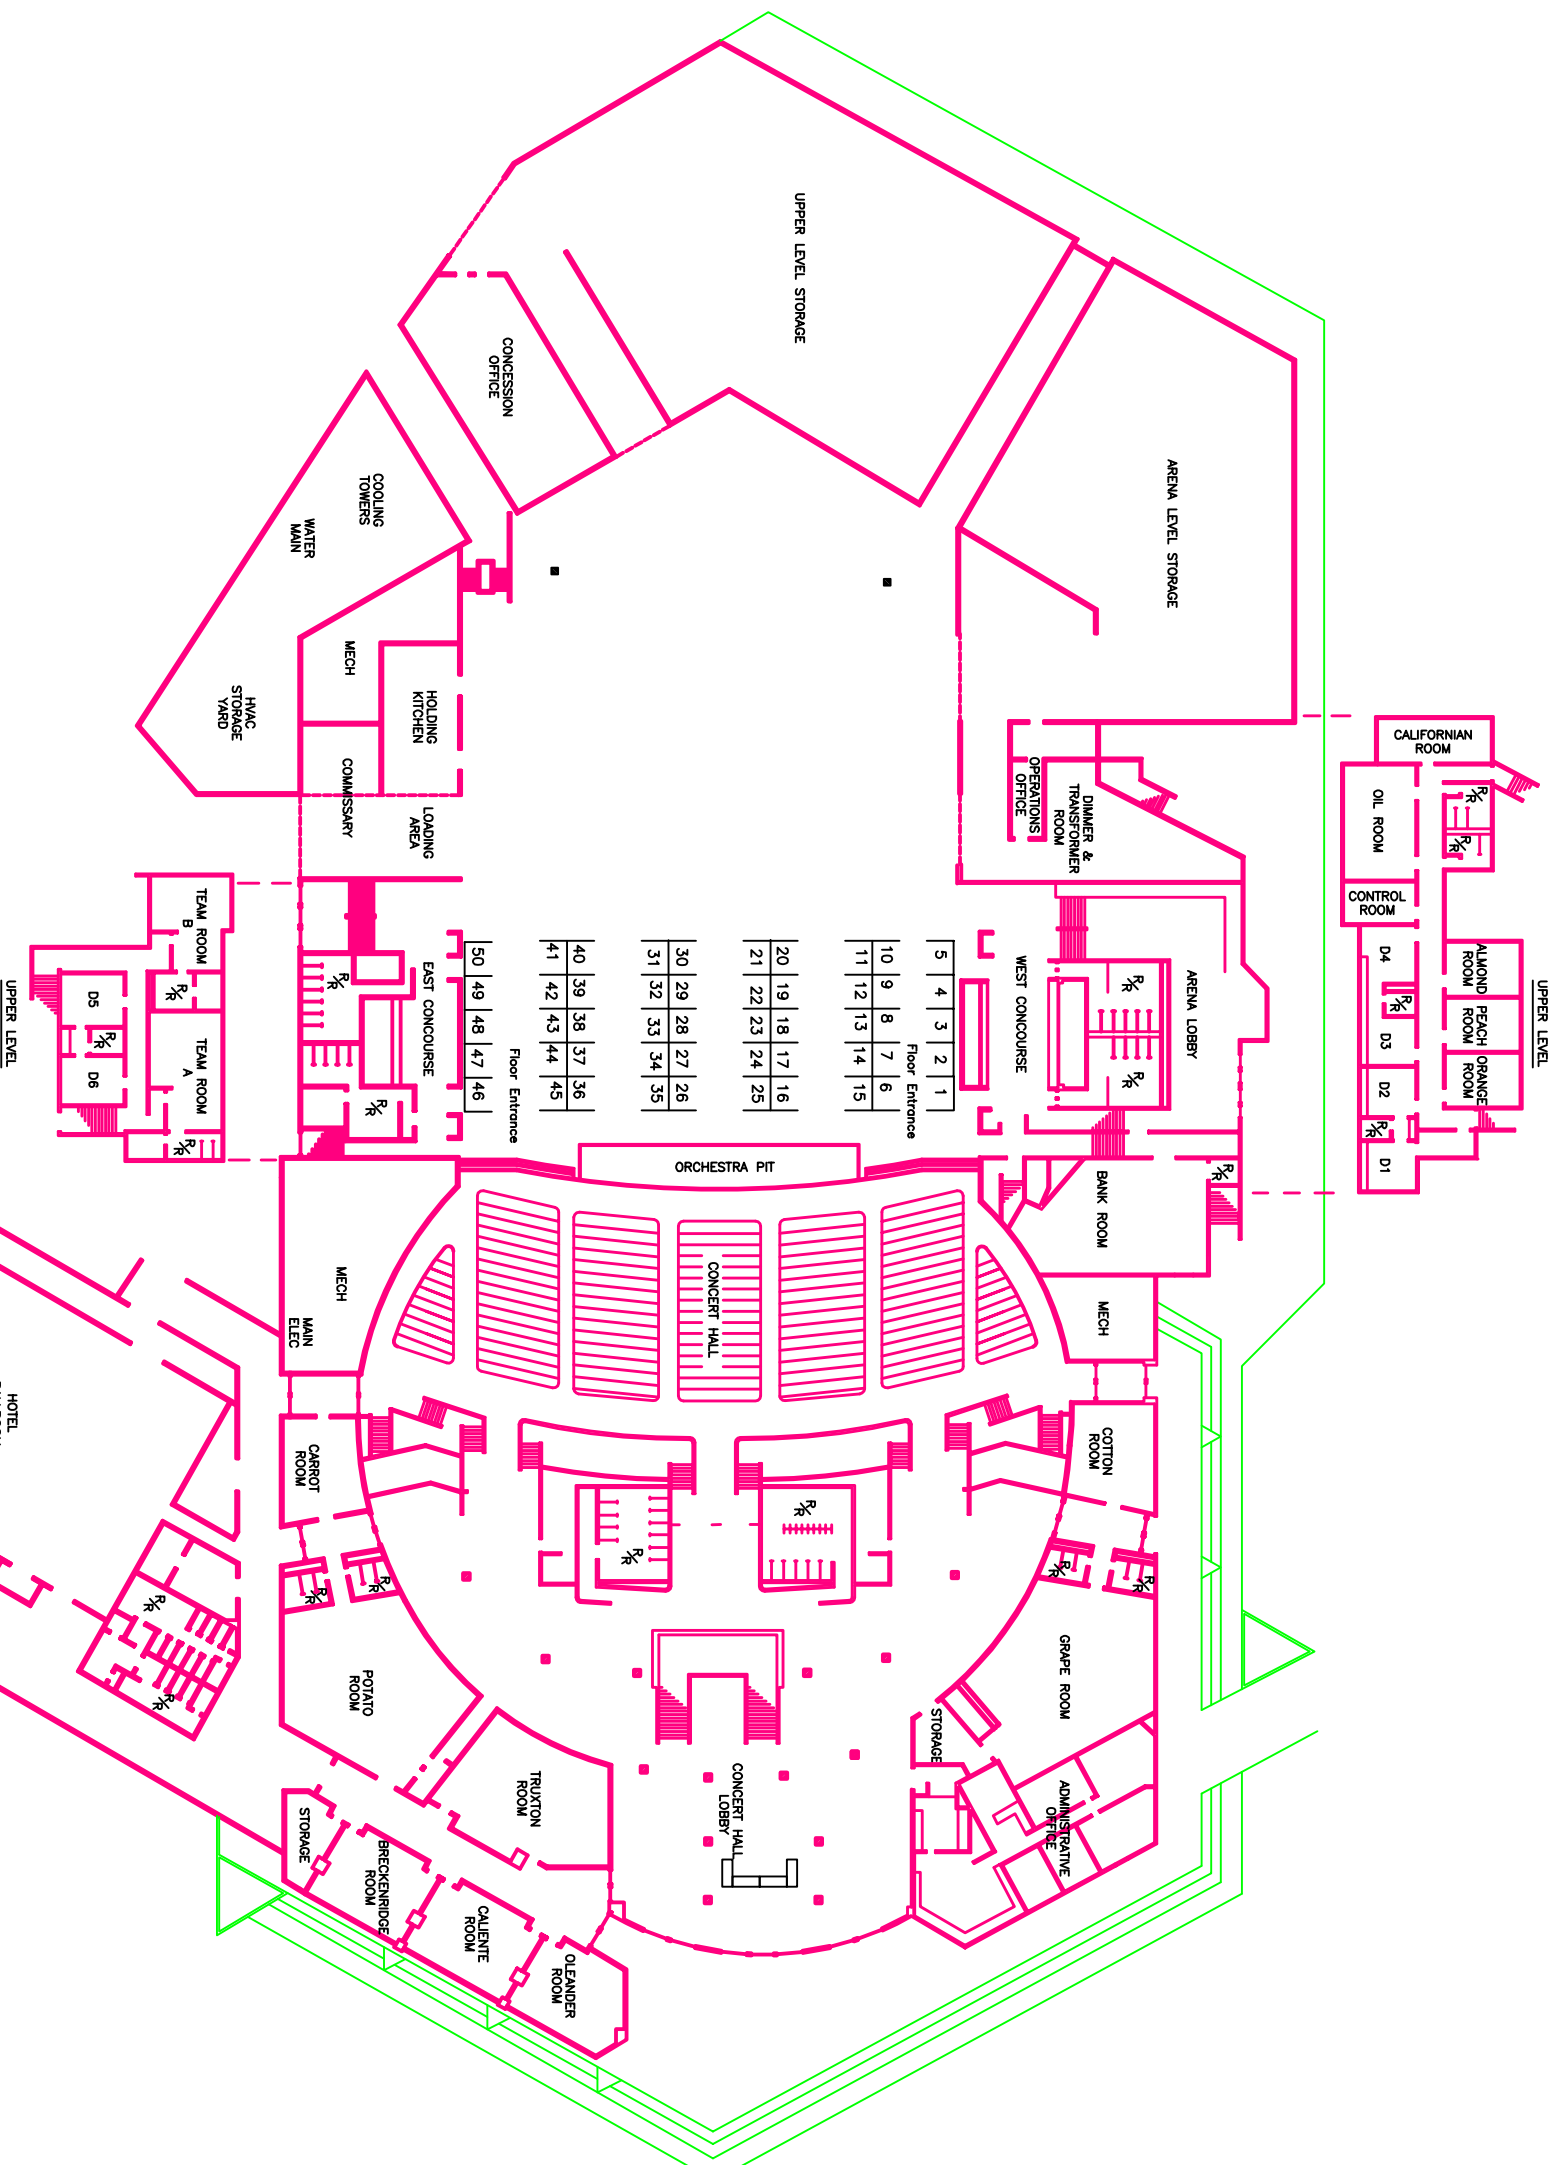 UPPER LEVEL STORAGE
CONCESSION
OFFICE
ARENA LEVEL STORAGE
COOLING
TOWERS
WATER
MAIN
HVAC
STORAGE
YARD
MECH
HOLDING
KITCHEN
COMMISSARY
LOADING
AREA
OPERATIONS
OFFICE
DIMMER &
TRANSFORMER
ROOM
CALIFORNIAN
ROOM
OIL ROOM
R/R
R/R
CONTROL
ROOM
D4
R/R
D3
D2
R/R
D1
ALMOND
ROOM
PEACH
ROOM
ORANGE
ROOM
UPPER LEVEL
TEAM ROOM
B
R/R
TEAM ROOM
A
R/R
D5
R/R
D6
UPPER LEVEL
EAST CONCOURSE
R/R
R/R
WEST CONCOURSE
ARENA LOBBY
R/R
R/R
5 4 3 2 1
10 9 8 7 6
11 12 13 14 15
20 19 18 17 16
21 22 23 24 25
30 29 28 27 26
31 32 33 34 35
40 39 38 37 36
41 42 43 44 45
50 49 48 47 46
Floor Entrance
Floor Entrance
ORCHESTRA PIT
BANK ROOM
R/R
MECH
MECH
MAIN
ELEC
CONCERT HALL
HOTEL
CARROT
ROOM
COTTON
ROOM
R/R
R/R
R/R
R/R
R/R
R/R
R/R
R/R
POTATO
ROOM
GRAPE ROOM
STORAGE
TRUXTON
ROOM
CONCERT HALL
LOBBY
ADMINISTRATIVE
OFFICE
STORAGE
BRECKENRIDGE
ROOM
CALIENTE
ROOM
OLEANDER
ROOM